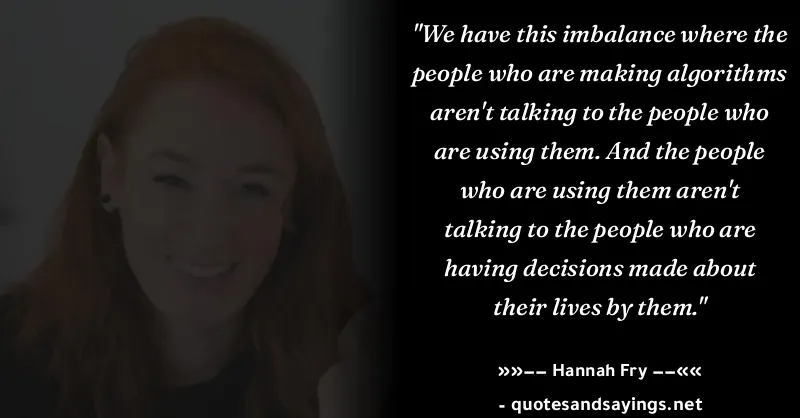 "We have this imbalance where the
people who are making algorithms
aren't talking to the people who
are using them. And the people
who are using them aren't
talking to the people who are
having decisions made about
their lives by them."
»»−− Hannah Fry −−««
- quotesandsayings.net